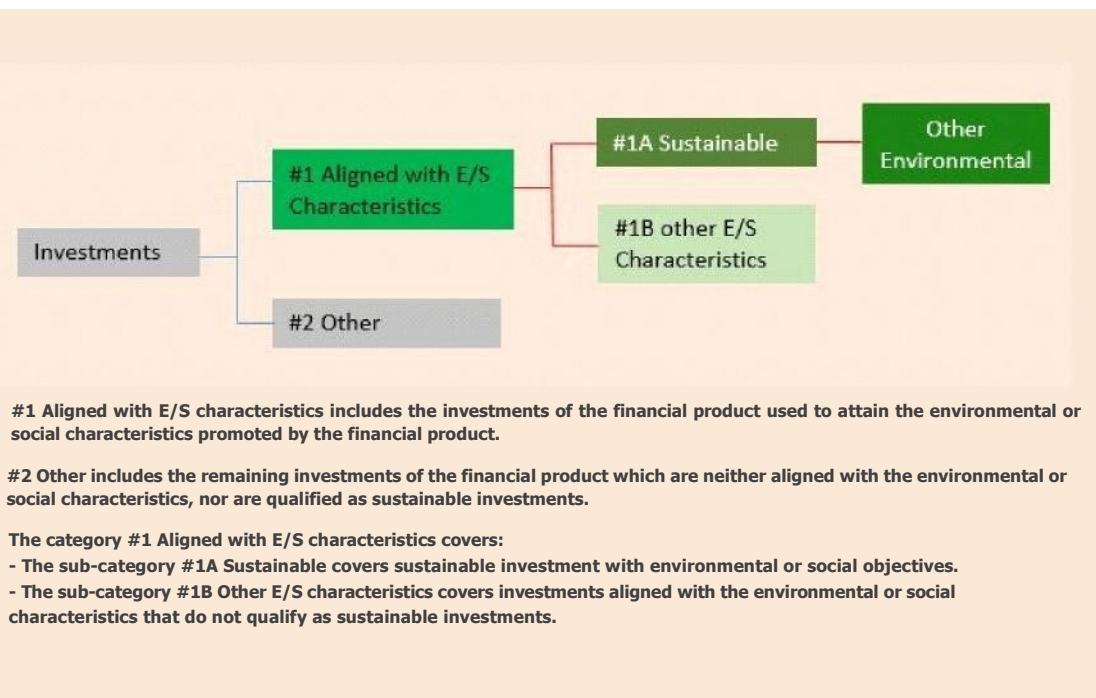 #1A Sustainable
Other
Environmental
#1 Aligned with E/S
Characteristics
#1B other E/S
Characteristics
Investments
#2 Other
#1 Aligned with E/S characteristics includes the investments of the financial product used to attain the environmental or
social characteristics promoted by the financial product.
#2 Other includes the remaining investments of the financial product which are neither aligned with the environmental or
social characteristics, nor are qualified as sustainable investments.
The category #1 Aligned with E/S characteristics covers:
- The sub-category #1A Sustainable covers sustainable investment with environmental or social objectives.
- The sub-category #1B Other E/S characteristics covers investments aligned with the environmental or social
characteristics that do not qualify as sustainable investments.